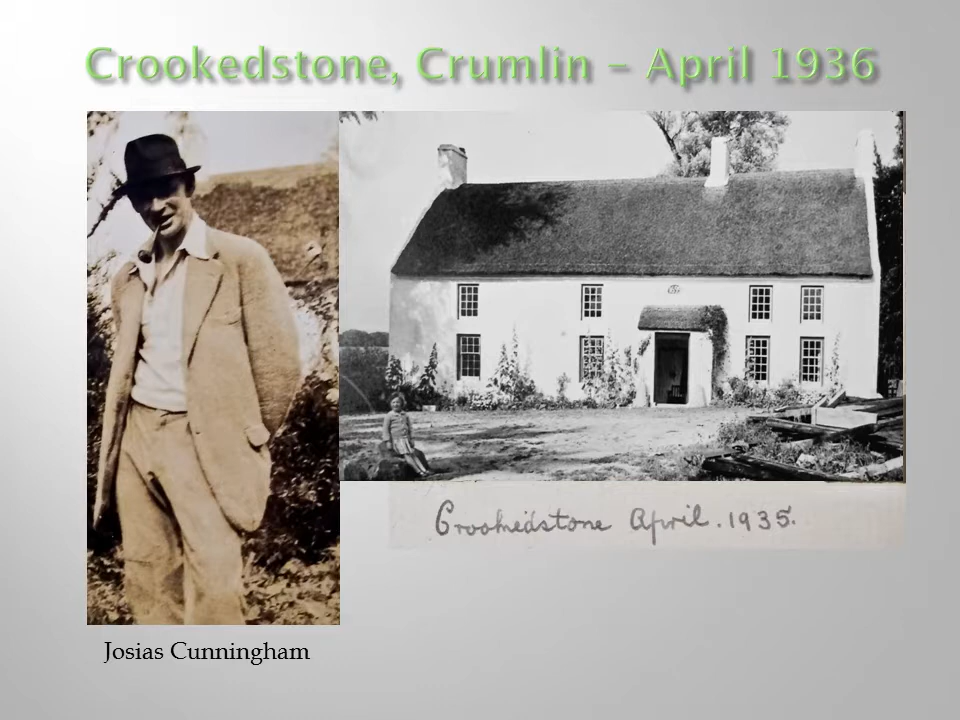 Crookedstone, Crumlin – April 1936
Crookedstone April. 1935.
Josias Cunningham